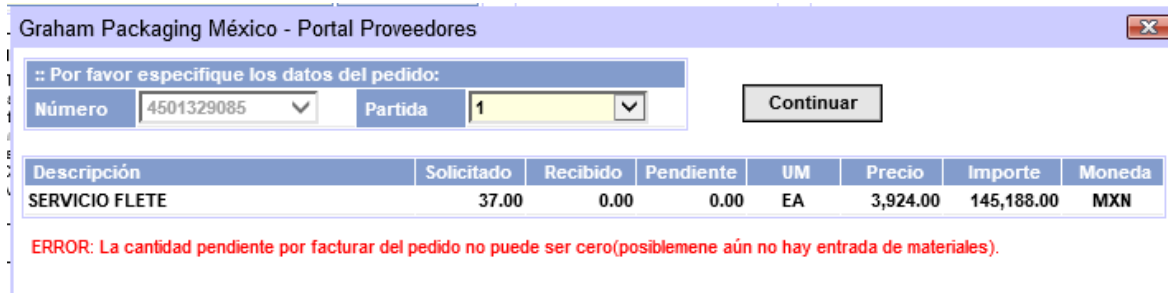 Graham Packaging México - Portal Proveedores
:: Por favor especifique los datos del pedido:
Número 4501329085 Partida 1 Continuar
Descripción Solicitado Recibido Pendiente UM Precio Importe Moneda
SERVICIO FLETE 37.00 0.00 0.00 EA 3,924.00 145,188.00 MXN
ERROR: La cantidad pendiente por facturar del pedido no puede ser cero(posiblemene aún no hay entrada de materiales).